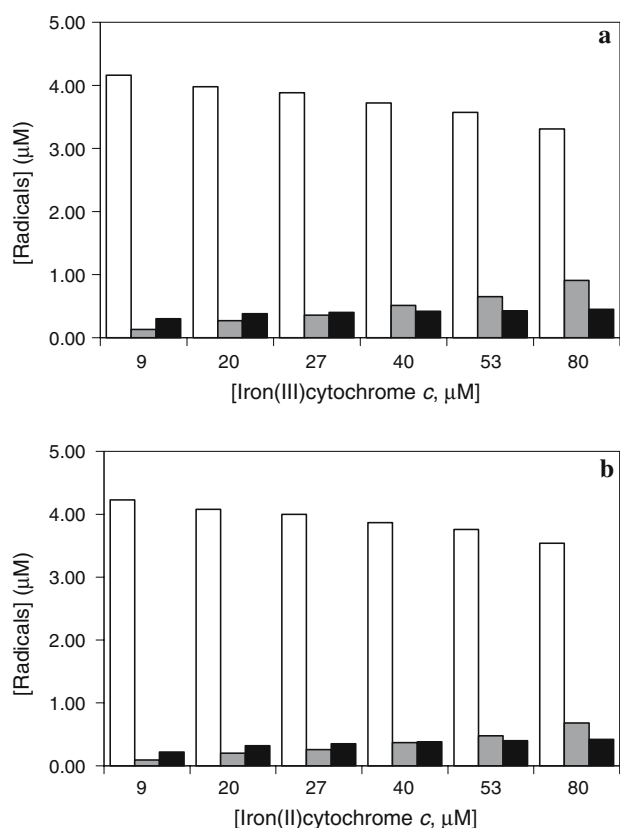 a
5.00
4.00
3.00
2.00
1.00
0.00
[Radicals] (μM)
9 20 27 40 53 80
[Iron(III)cytochrome c, μM]
b
5.00
4.00
3.00
2.00
1.00
0.00
[Radicals] (μM)
9 20 27 40 53 80
[Iron(II)cytochrome c, μM]